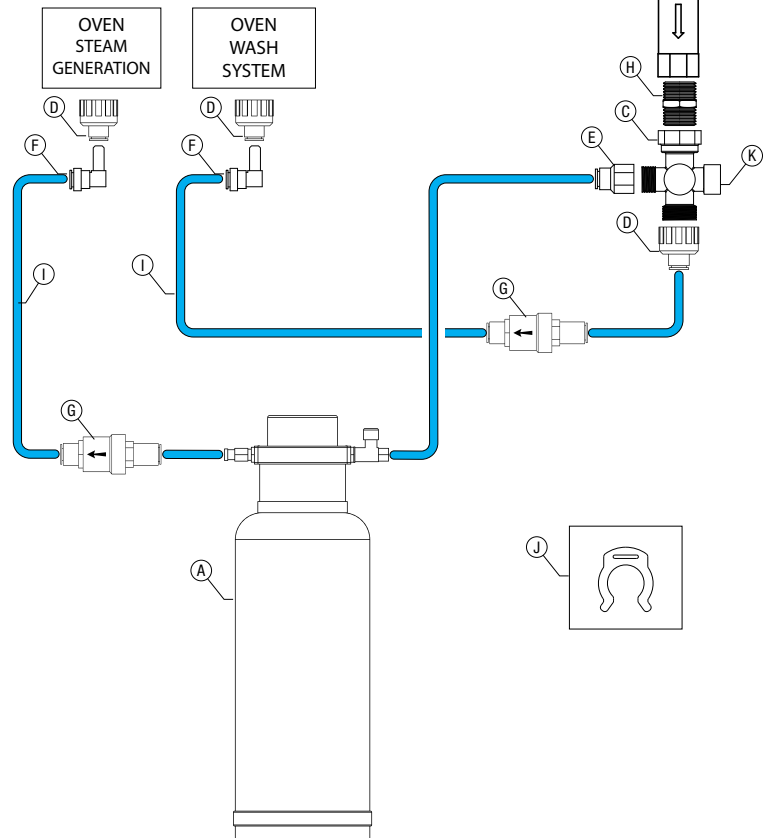 OVEN
STEAM
GENERATION
OVEN
WASH
SYSTEM
H
D
D
C
F
F
E
K
D
I
I
G
G
J
A